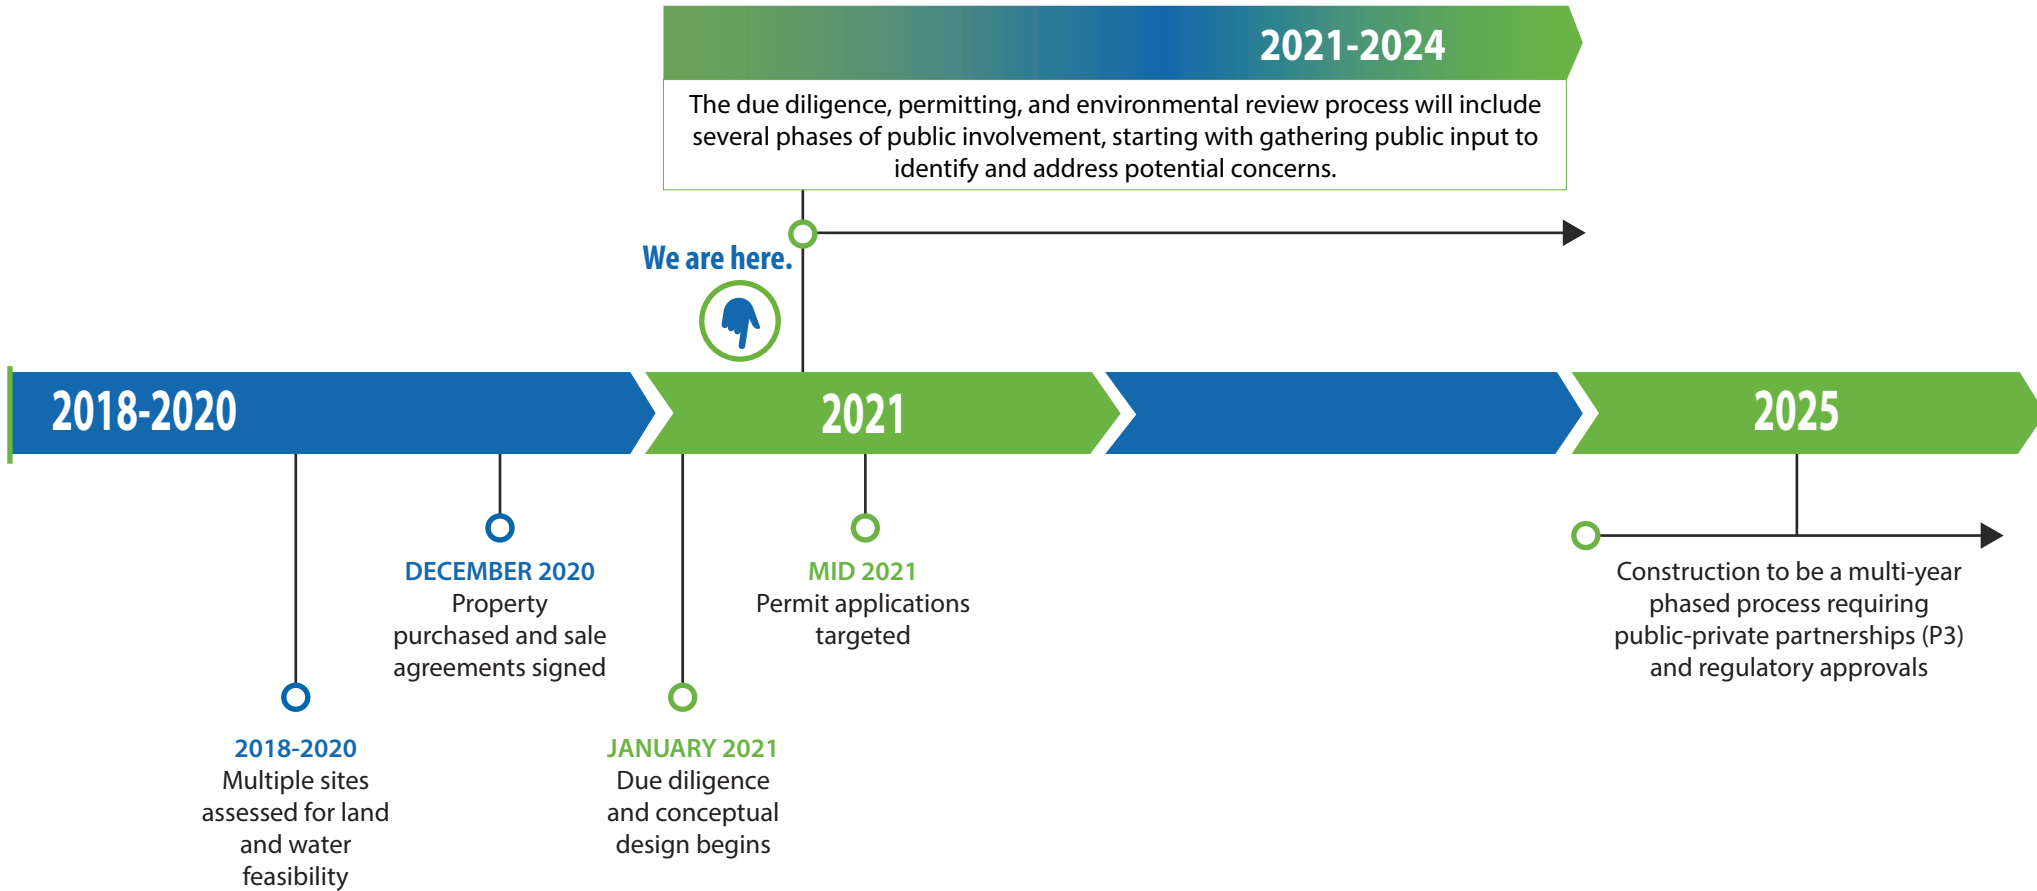 2021-2024
The due diligence, permitting, and environmental review process will include
several phases of public involvement, starting with gathering public input to
identify and address potential concerns.
We are here.
2018-2020
2021
2025
DECEMBER 2020
Property
purchased and sale
agreements signed
MID 2021
Permit applications
targeted
Construction to be a multi-year
phased process requiring
public-private partnerships (P3)
and regulatory approvals
2018-2020
Multiple sites
assessed for land
and water
feasibility
JANUARY 2021
Due diligence
and conceptual
design begins